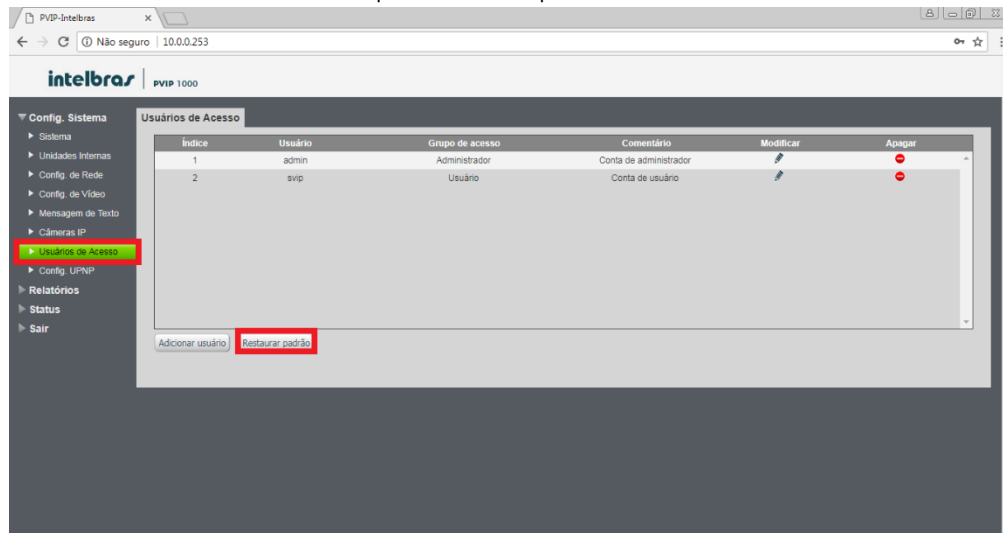 PVIP-Intelbras
Não seguro | 10.0.0.253
intelbras PVIP 1000
Config. Sistema
Sistema
Unidades Internas
Config. de Rede
Config. de Vídeo
Mensagem de Texto
Câmeras IP
Usuários de Acesso
Config. UPNP
Relatórios
Status
Sair
Usuários de Acesso
Índice Usuário Grupo de acesso Comentário Modificar Apagar
1 admin Administrador Conta de administrador
2 svip Usuário Conta de usuário
Adicionar usuário Restaurar padrão